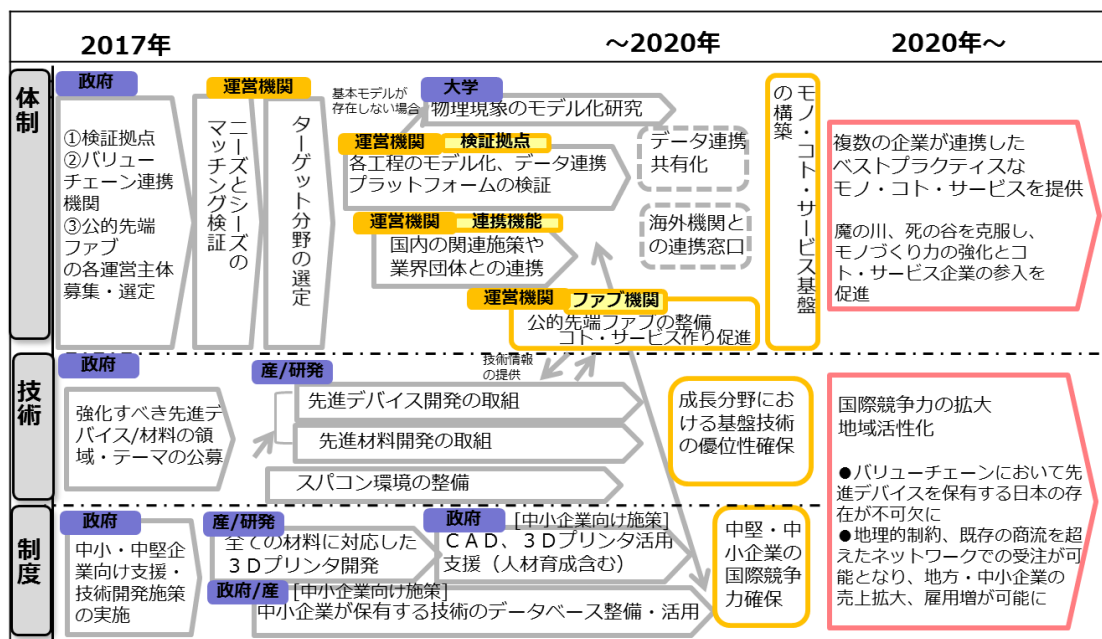 2017年
～2020年
2020年～
体制
政府
①検証拠点
②バリュー
チェーン連携
機関
③公的先端
ファブ
の各運営主体
募集・選定
運営機関
ニーズとシーズの
マッチング検証
ターゲット分野の選定
基本モデルが
存在しない場合
大学
物理現象のモデル化研究
運営機関
検証拠点
各工程のモデル化、データ連携
プラットフォームの検証
運営機関
連携機能
国内の関連施策や
業界団体との連携
データ連携
共有化
海外機関と
の連携窓口
運営機関
ファブ機関
公的先端ファブの整備
コト・サービス作り促進
モノ・コト・サービス基盤
の構築
複数の企業が連携した
ベストプラクティスな
モノ・コト・サービスを提供
魔の川、死の谷を克服し、
モノづくり力の強化とコ
ト・サービス企業の参入を
促進
技術
政府
強化すべき先進デ
バイス/材料の領
域・テーマの公募
産/研発
技術情報
の提供
先進デバイス開発の取組
先進材料開発の取組
スパコン環境の整備
成長分野にお
ける基盤技術
の優位性確保
国際競争力の拡大
地域活性化
●バリューチェーンにおいて先
進デバイスを保有する日本の存
在が不可欠に
●地理的制約、既存の商流を超
えたネットワークでの受注が可
能となり、地方・中小企業の
売上拡大、雇用増が可能に
制度
政府
中小・中堅企
業向け支援・
技術開発施策
の実施
産/研発
全ての材料に対応した
３Ｄプリンタ開発
政府
[中小企業向け施策]
ＣＡＤ、３Ｄプリンタ活用
支援（人材育成含む）
政府/産
[中小企業向け施策]
中小企業が保有する技術のデータベース整備・活用
中堅・中
小企業の
国際競争
力確保